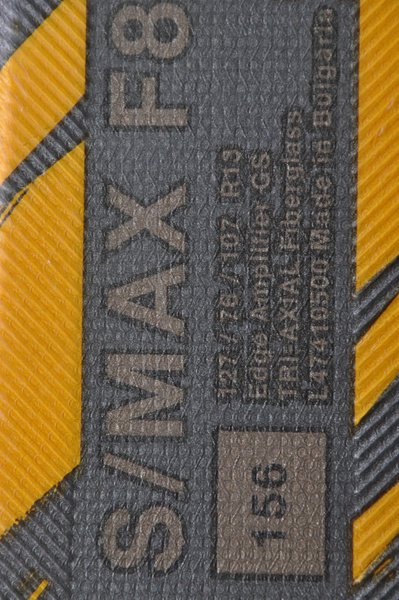 S/MAX F8
127 / 76 / 107 R13
Edge Amplifier GS
TRI-AXIAL Fiberglass
L47410500 Made in Bulgaria
156